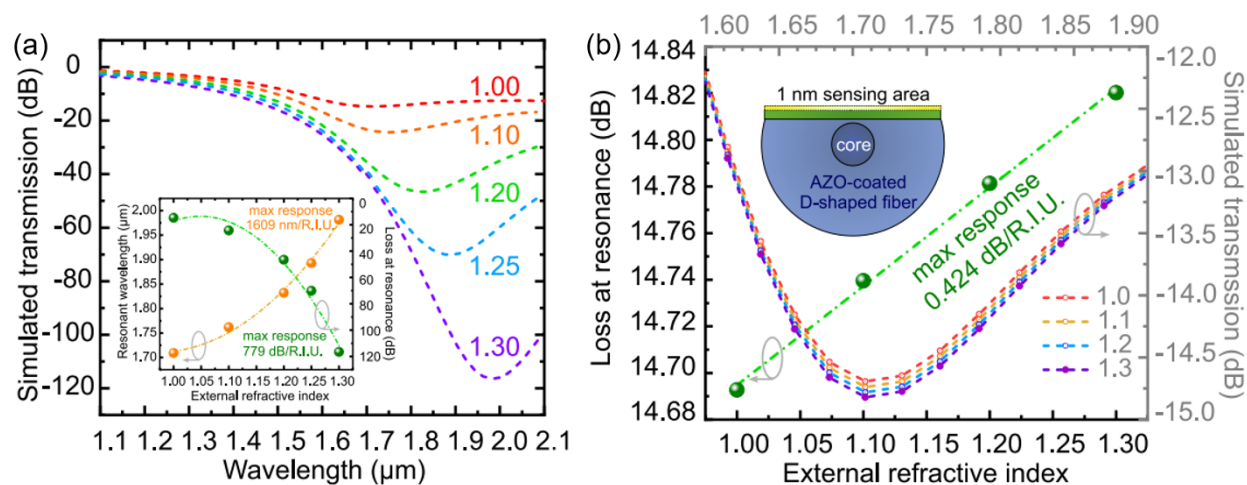 (a)
Simulated transmission (dB)
0
-20
-40
-60
-80
-100
-120
1.00
1.10
1.20
1.25
1.30
2,00
1,95
1,90
1,85
1,80
1,75
1,70
Resonant wavelength (µm)
max response
1609 nm/R.I.U.
max response
779 dB/R.I.U.
0
20
40
60
80
100
120
Loss at resonance (dB)
1.00 1.05 1.10 1.15 1.20 1.25 1.30
External refractive index
1.1 1.2 1.3 1.4 1.5 1.6 1.7 1.8 1.9 2.0 2.1
Wavelength (µm)
(b)
1.60 1.65 1.70 1.75 1.80 1.85 1.90
Loss at resonance (dB)
14.84
14.82
14.80
14.78
14.76
14.74
14.72
14.70
14.68
1 nm sensing area
core
AZO-coated
D-shaped fiber
max response
0.424 dB/R.I.U.
1.0
1.1
1.2
1.3
-12.0
-12.5
-13.0
-13.5
-14.0
-14.5
-15.0
Simulated transmssion (dB)
1.00 1.05 1.10 1.15 1.20 1.25 1.30
External refractive index